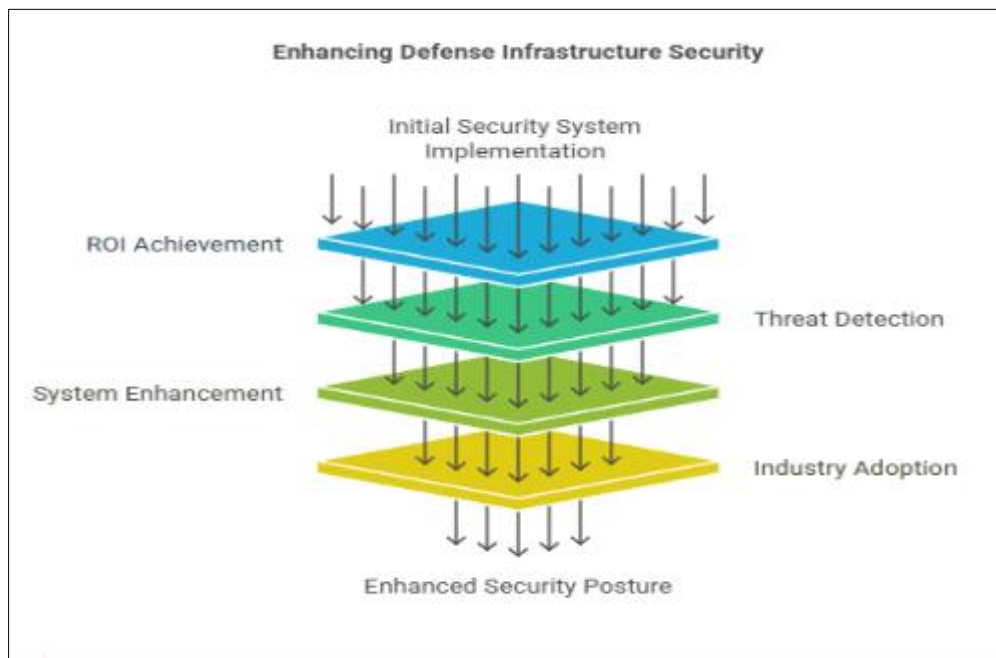 Enhancing Defense Infrastructure Security
Initial Security System
Implementation
ROI Achievement
Threat Detection
System Enhancement
Industry Adoption
Enhanced Security Posture